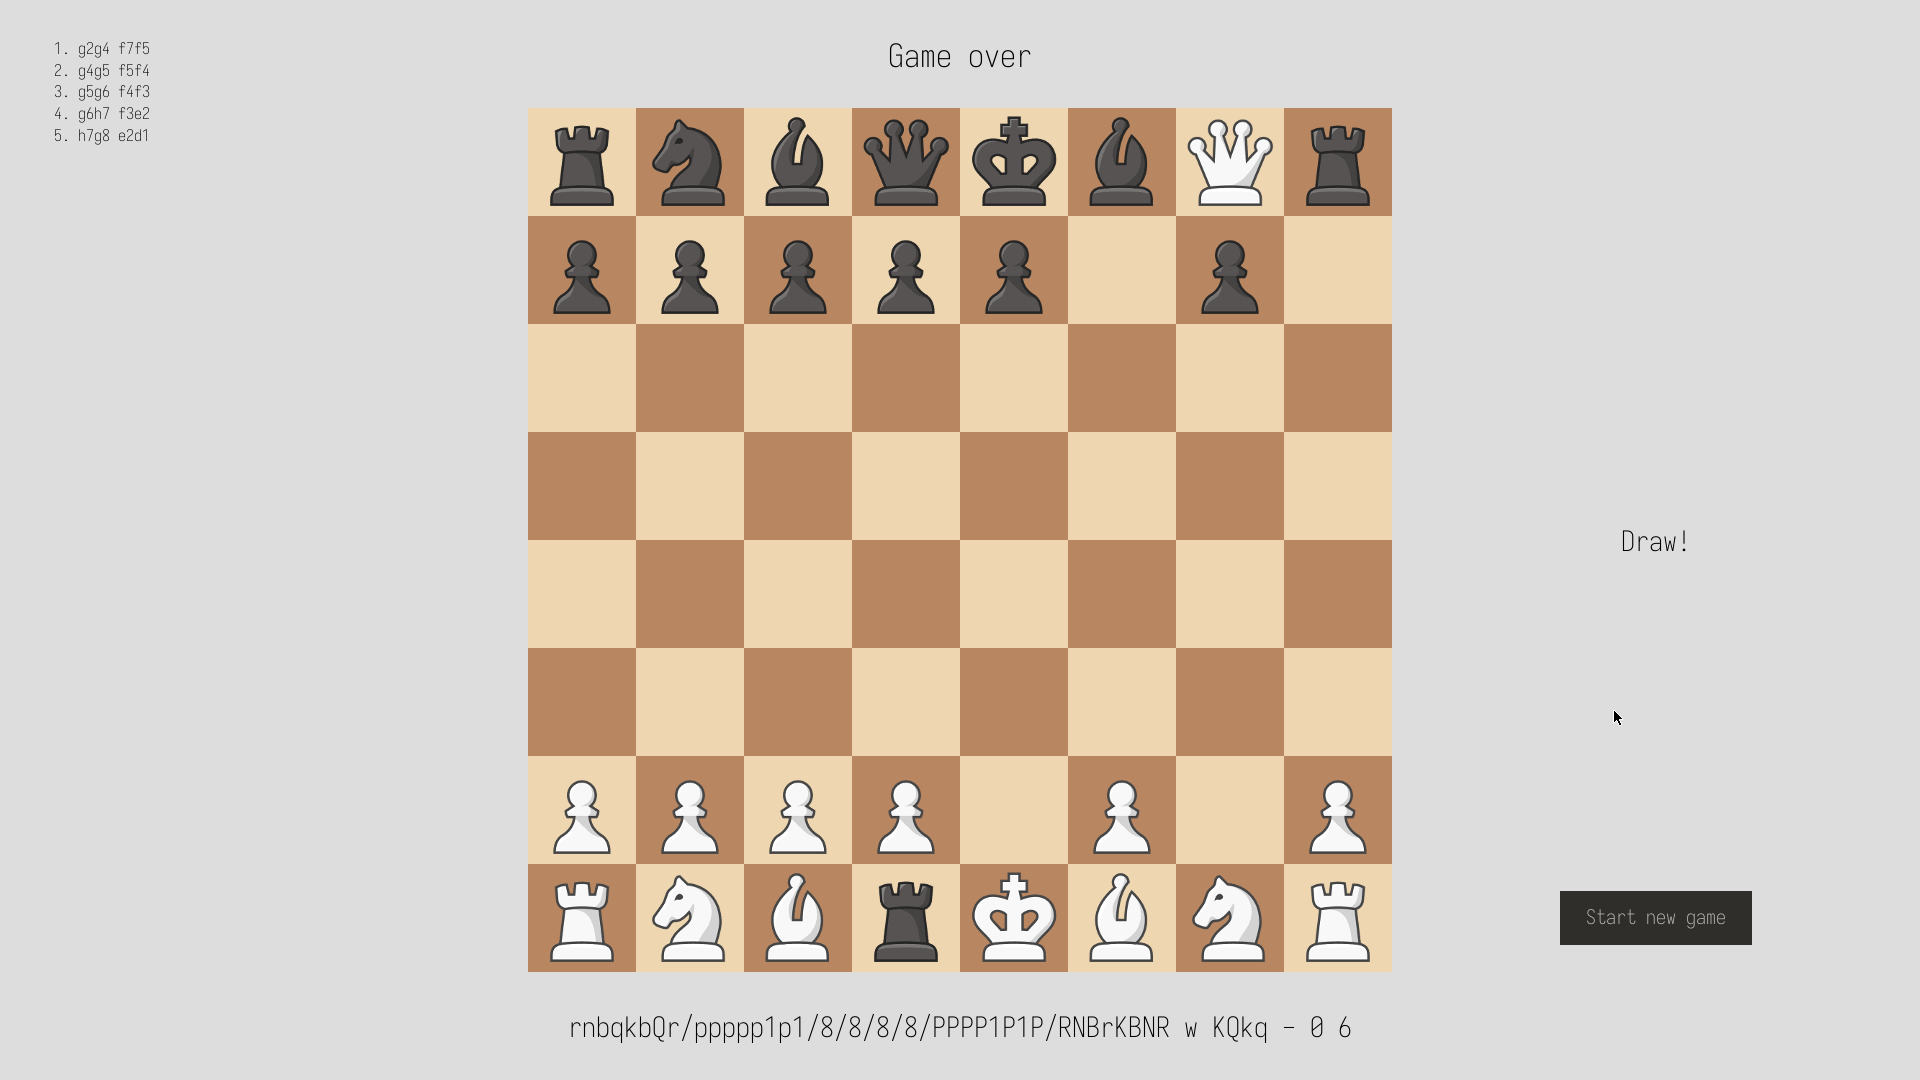 1. g2g4 f7f5
2. g4g5 f5f4
3. g5g6 f4f3
4. g6h7 f3e2
5. h7g8 e2d1
Game over
Draw!
Start new game
rnbqkbQr/ppppp1p1/8/8/8/8/PPPP1P1P/RNBrKBNR w KQkq - 0 6